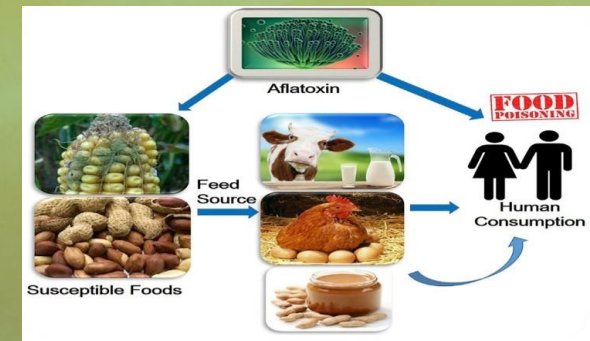 Aflatoxin
FOOD
POISONING
Feed
Source
Human
Consumption
Susceptible Foods